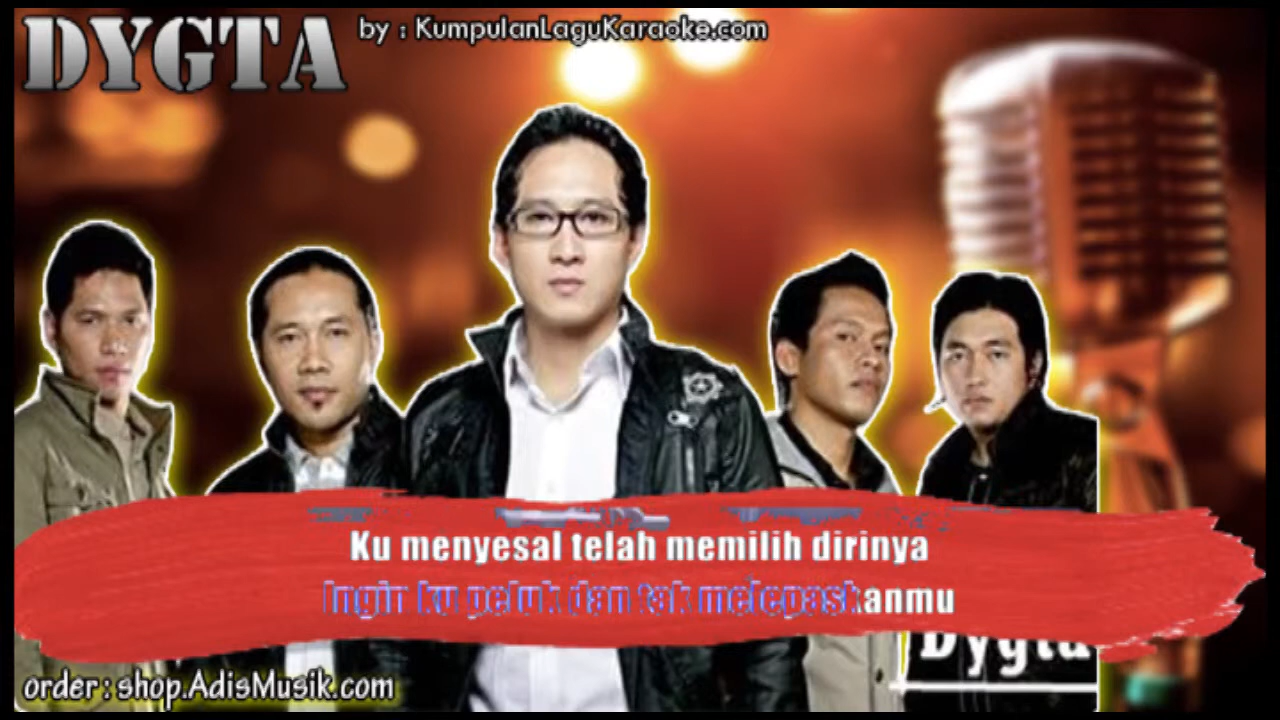 DYGTA
by : KumpulanLaguKaraoke.com
Ku menyesal telah memilih dirinya
Ingin ku peluk dan tak melepaskanmu
Dygta
order : shop.AdisMusik.com